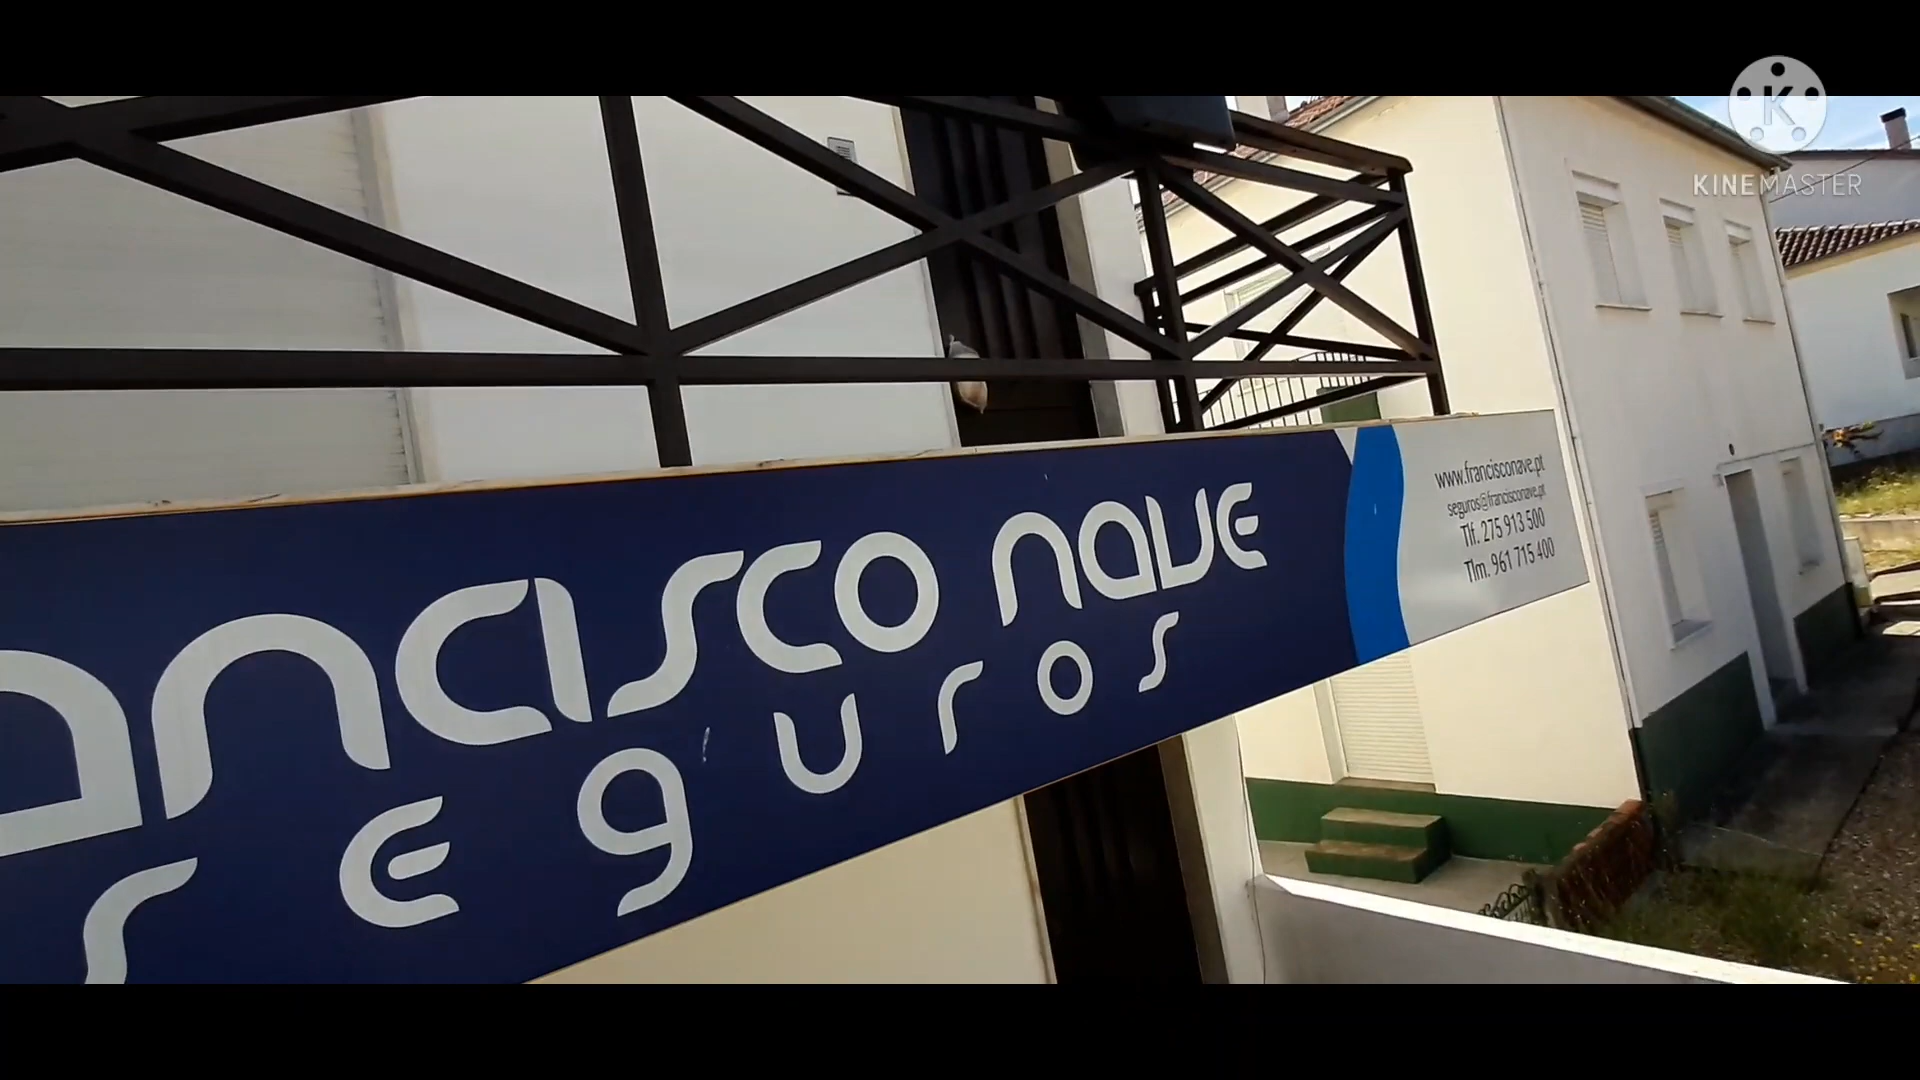 ancisco nave
seguros
www.francisconave.pt
seguros@francisconave.pt
Tlf. 275 913 500
Tlm. 961 715 400
K
KINEMASTER